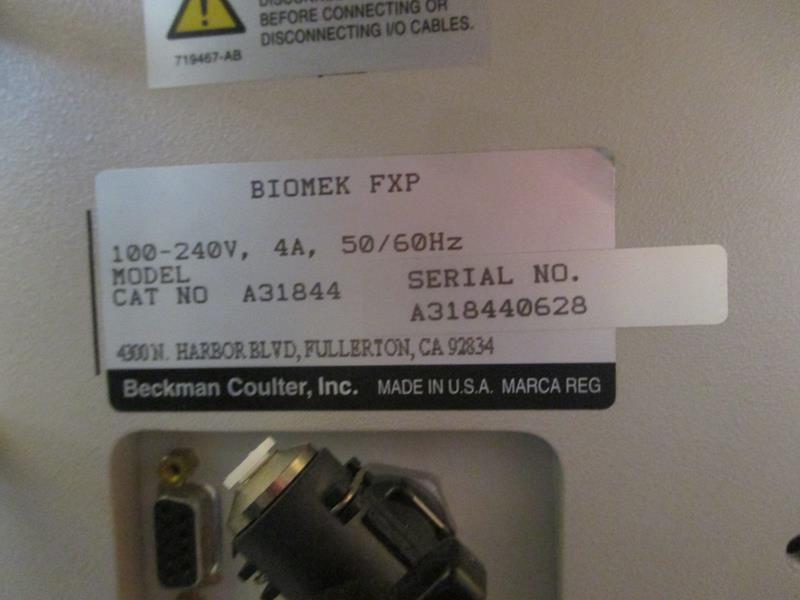 BEFORE CONNECTING OR
DISCONNECTING I/O CABLES.
719467-AB
BIOMEK FXP
100-240V, 4A, 50/60Hz
MODEL
CAT NO A31844
SERIAL NO.
A318440628
4300 N. HARBOR BLVD, FULLERTON, CA 92834
Beckman Coulter, Inc. MADE IN U.S.A. MARCA REG